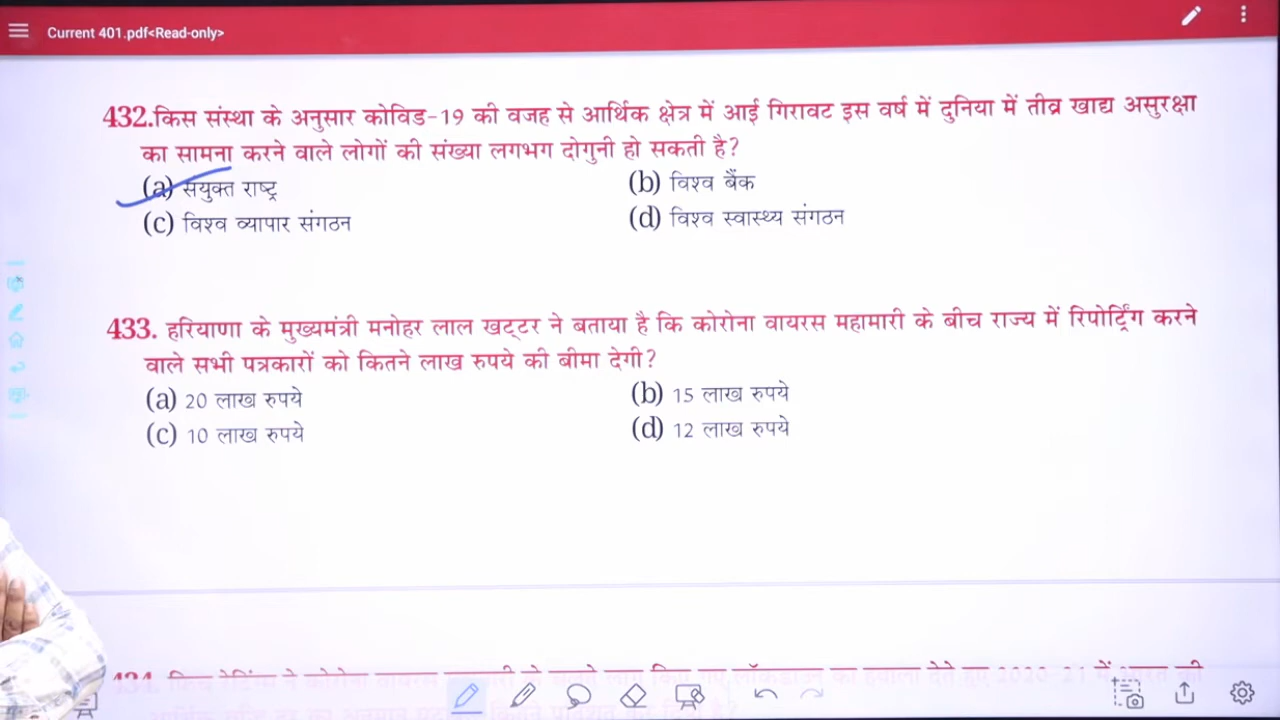 Current 401.pdf<Read-only>
432.किस संस्था के अनुसार कोविड-19 की वजह से आर्थिक क्षेत्र में आई गिरावट इस वर्ष में दुनिया में तीव्र खाद्य असुरक्षा
का सामना करने वाले लोगों की संख्या लगभग दोगुनी हो सकती है?
(a) संयुक्त राष्ट्र
(b) विश्व बैंक
(c) विश्व व्यापार संगठन
(d) विश्व स्वास्थ्य संगठन
433. हरियाणा के मुख्यमंत्री मनोहर लाल खट्टर ने बताया है कि कोरोना वायरस महामारी के बीच राज्य में रिपोर्ट्रिंग करने
वाले सभी पत्रकारों को कितने लाख रुपये की बीमा देगी?
(a) 20 लाख रुपये
(b) 15 लाख रुपये
(c) 10 लाख रुपये
(d) 12 लाख रुपये